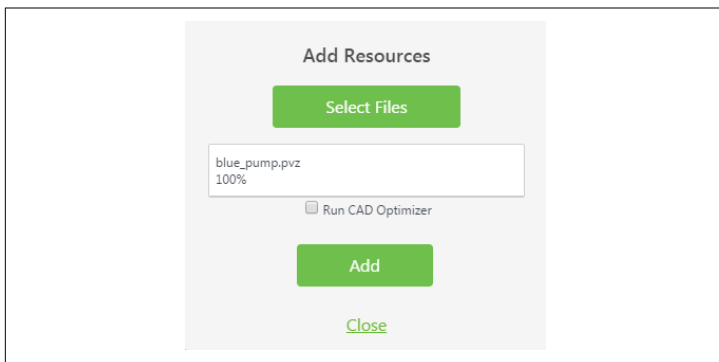 Add Resources
Select Files
blue_pump.pvz
100%
Run CAD Optimizer
Add
Close